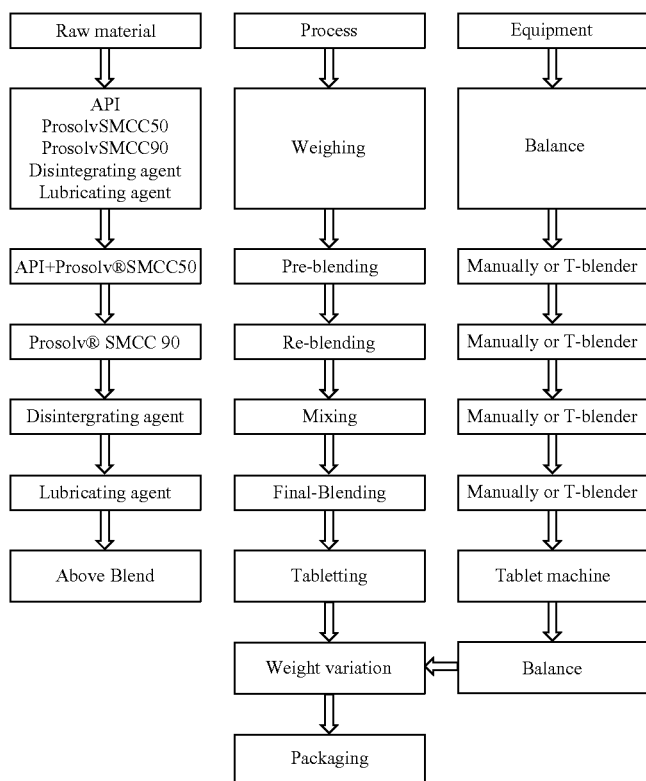 Raw material
Process
Equipment
API
ProsolvSMCC50
ProsolvSMCC90
Disintegrating agent
Lubricating agent
Weighing
Balance
API+Prosolv®SMCC50
Pre-blending
Manually or T-blender
Prosolv® SMCC 90
Re-blending
Manually or T-blender
Disintergrating agent
Mixing
Manually or T-blender
Lubricating agent
Final-Blending
Manually or T-blender
Above Blend
Tabletting
Tablet machine
Weight variation
Balance
Packaging